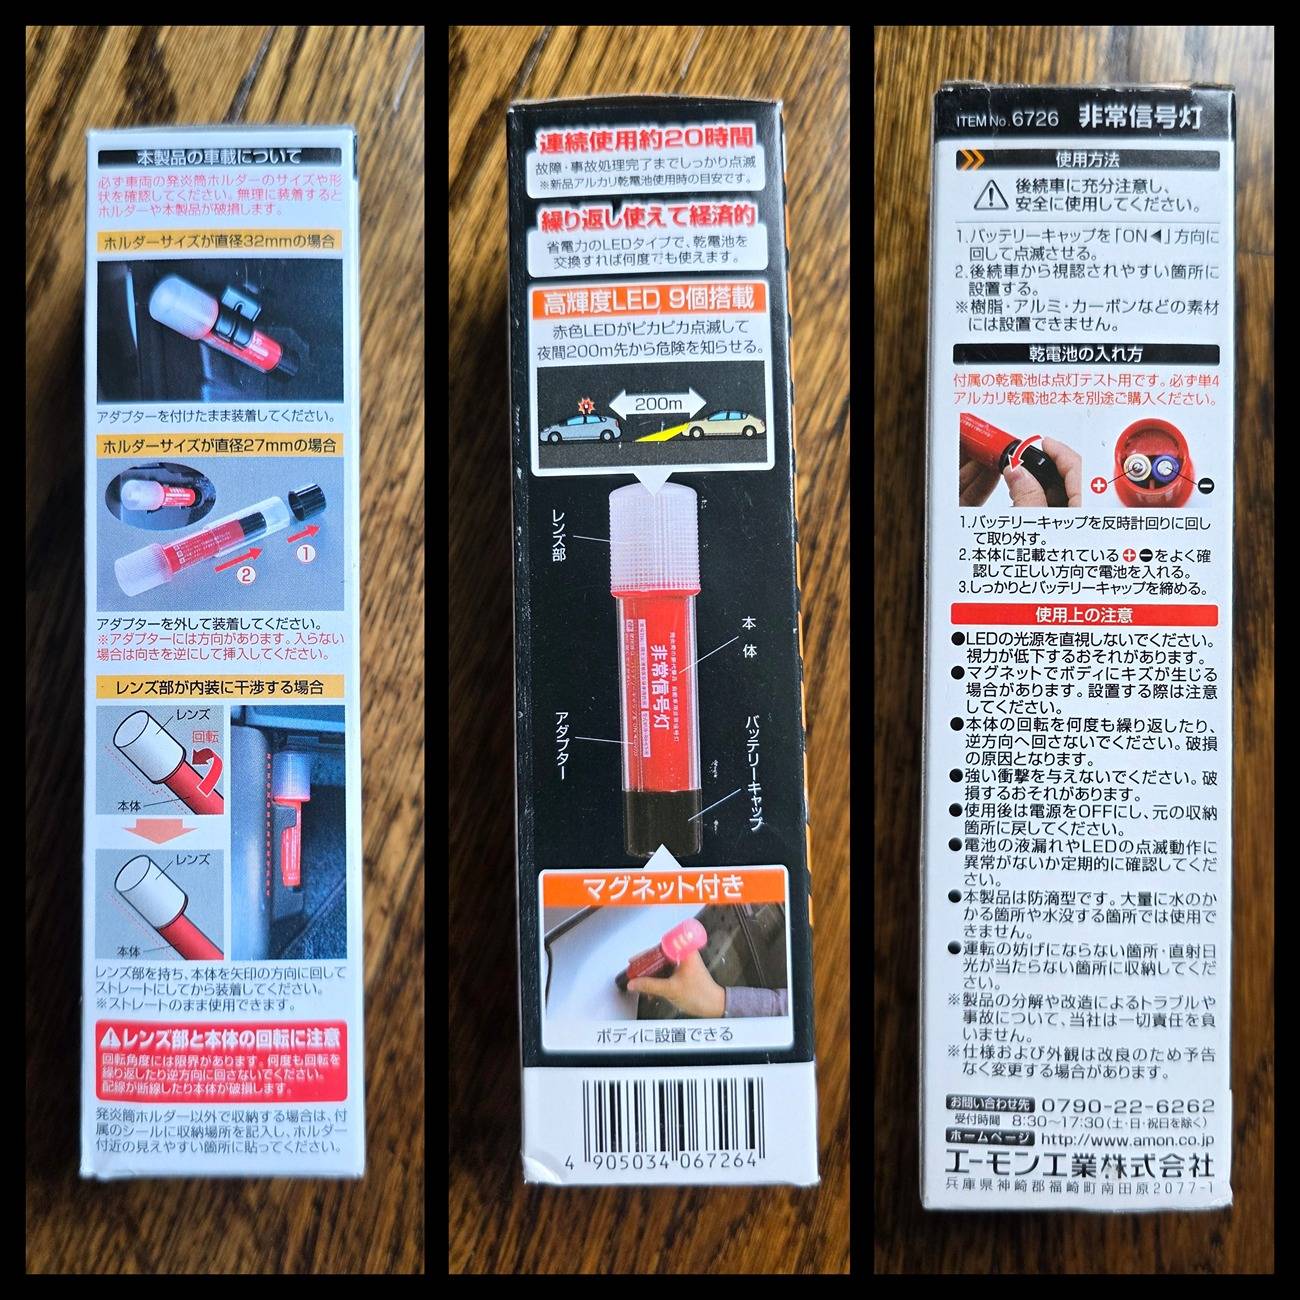 本製品の車載について
必ず車両の発炎筒ホルダーのサイズや形
状を確認してください。無理に装着すると
ホルダーや本製品が破損します。
ホルダーサイズが直径32mmの場合
アダプターを付けたまま装着してください。
ホルダーサイズが直径27mmの場合
①
②
アダプターを外して装着してください。
※アダプターには方向があります。入らない
場合は向きを逆にして挿入してください。
レンズ部が内装に干渉する場合
レンズ
回転
本体
レンズ
本体
レンズ部を持ち、本体を矢印の方向に回して
ストレートにしてから装着してください。
※ストレートのまま使用できます。
レンズ部と本体の回転に注意
回転角度には限界があります。何度も回転を
繰り返したり逆方向に回さないでください。
配線が断線したり本体が破損します。
発炎筒ホルダー以外で収納する場合は、付
属のシールに収納場所を記入し、ホルダー
付近の見えやすい箇所に貼ってください。
連続使用約20時間
故障・事故処理完了までしっかり点滅
※新品アルカリ乾電池使用時の目安です。
繰り返し使えて経済的
省電力のLEDタイプで、乾電池を
交換すれば何度でも使えます。
高輝度LED 9個搭載
赤色LEDがピカピカ点滅して
夜間200m先から危険を知らせる。
200m
レンズ部
本体
非常信号灯
アダプター
バッテリーキャップ
マグネット付き
ボディに設置できる
4 905034 067264
ITEM No.6726 非常信号灯
使用方法
後続車に充分注意し、
安全に使用してください。
1.バッテリーキャップを「ON◀」方向に
回して点滅させる。
2.後続車から視認されやすい箇所に
設置する。
※樹脂・アルミ・カーボンなどの素材
には設置できません。
乾電池の入れ方
付属の乾電池は点灯テスト用です。必ず単4
アルカリ乾電池2本を別途ご購入ください。
⊕ ⊖
1.バッテリーキャップを反時計回りに回し
て取り外す。
2.本体に記載されている⊕⊖をよく確
認して正しい方向で電池を入れる。
3.しっかりとバッテリーキャップを締める。
使用上の注意
●LEDの光源を直視しないでください。
視力が低下するおそれがあります。
●マグネットでボディにキズが生じる
場合があります。設置する際は注意
してください。
●本体の回転を何度も繰り返したり、
逆方向へ回さないでください。破損
の原因となります。
●強い衝撃を与えないでください。破
損するおそれがあります。
●使用後は電源をOFFにし、元の収納
箇所に戻してください。
●電池の液漏れやLEDの点滅動作に
異常がないか定期的に確認してくだ
さい。
●本製品は防滴型です。大量に水のか
かる箇所や水没する箇所では使用で
きません。
●運転の妨げにならない箇所・直射日
光が当たらない箇所に収納してくだ
さい。
※製品の分解や改造によるトラブルや
事故について、当社は一切責任を負
いません。
※仕様および外観は改良のため予告
なく変更する場合があります。
お問い合わせ先 0790-22-6262
受付時間 8:30〜17:30(土・日・祝日を除く)
ホームページ http://www.amon.co.jp
エーモン工業株式会社
兵庫県神崎郡福崎町南田原2077-1